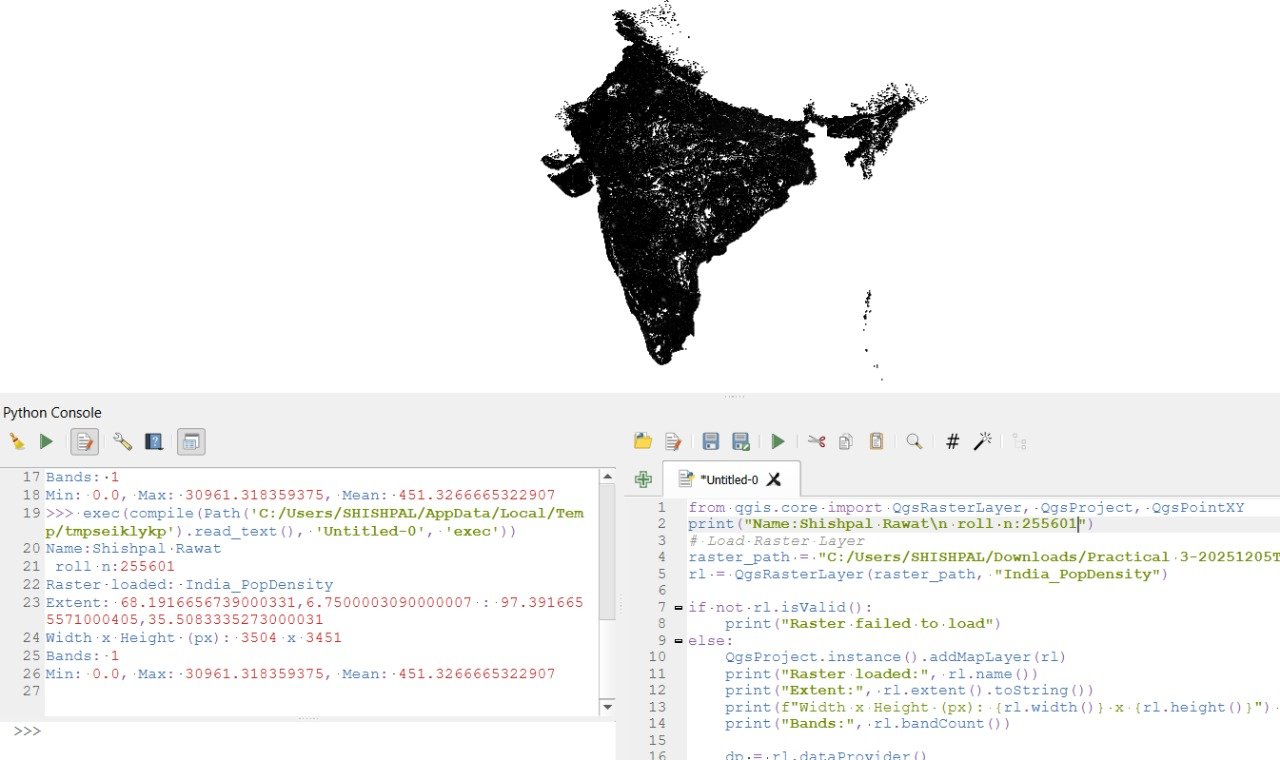 Python Console
17 Bands: 1
18 Min: 0.0, Max: 30961.318359375, Mean: 451.3266665322907
19 >>> exec(compile(Path('C:/Users/SHISHPAL/AppData/Local/Tem
p/tmpseiklykp').read_text(), 'Untitled-0', 'exec'))
20 Name:Shishpal Rawat
21  roll n:255601
22 Raster loaded: India_PopDensity
23 Extent: 68.1916656739000331,6.7500003090000007 : 97.391665
5571000405,35.5083335273000031
24 Width x Height (px): 3504 x 3451
25 Bands: 1
26 Min: 0.0, Max: 30961.318359375, Mean: 451.3266665322907
27
>>>
*Untitled-0
1 from qgis.core import QgsRasterLayer, QgsProject, QgsPointXY
2 print("Name:Shishpal Rawat\n roll n:255601")
3 # Load Raster Layer
4 raster_path = "C:/Users/SHISHPAL/Downloads/Practical 3-20251205T
5 rl = QgsRasterLayer(raster_path, "India_PopDensity")
6
7 if not rl.isValid():
8     print("Raster failed to load")
9 else:
10     QgsProject.instance().addMapLayer(rl)
11     print("Raster loaded:", rl.name())
12     print("Extent:", rl.extent().toString())
13     print(f"Width x Height (px): {rl.width()} x {rl.height()}")
14     print("Bands:", rl.bandCount())
15
16     dp = rl.dataProvider()